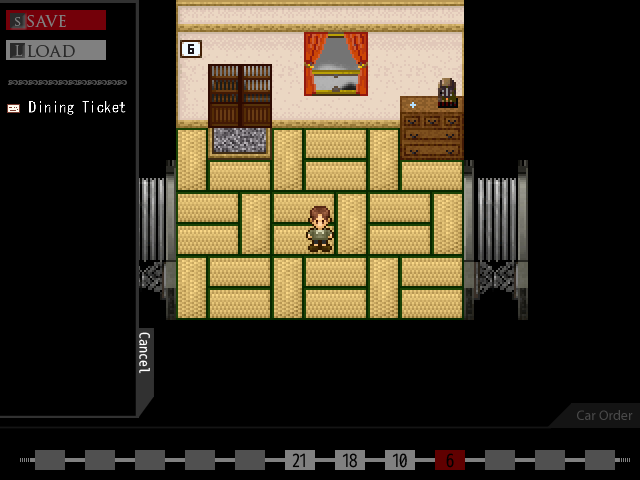 S SAVE
L LOAD
Dining Ticket
6
Cancel
Car Order
21 18 10 6